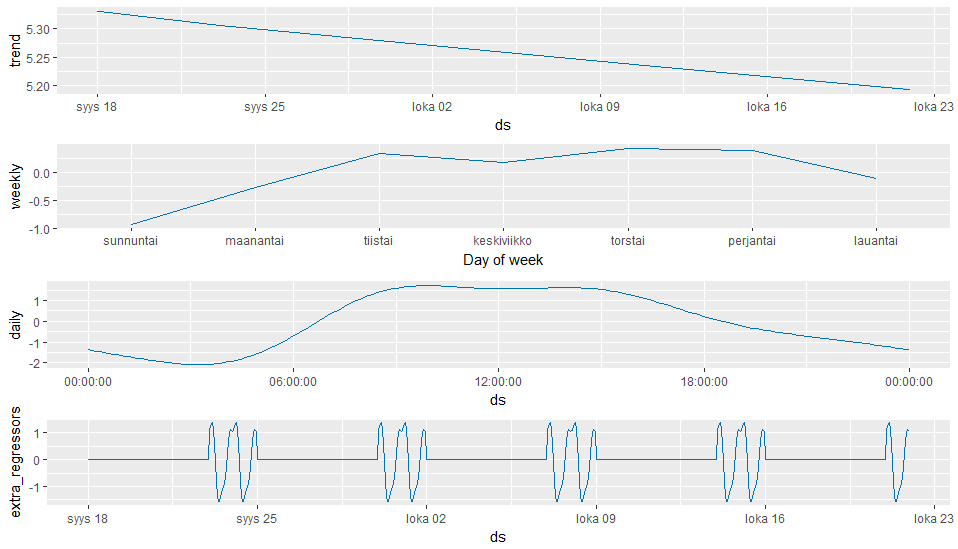 trend
5.30
5.25
5.20
syys 18 syys 25 loka 02 loka 09 loka 16 loka 23
ds
weekly
0.0
-0.5
-1.0
sunnuntai maanantai tiistai keskiviikko torstai perjantai lauantai
Day of week
daily
1
0
-1
-2
00:00:00 06:00:00 12:00:00 18:00:00 00:00:00
ds
extra_regressors
1
0
-1
syys 18 syys 25 loka 02 loka 09 loka 16 loka 23
ds